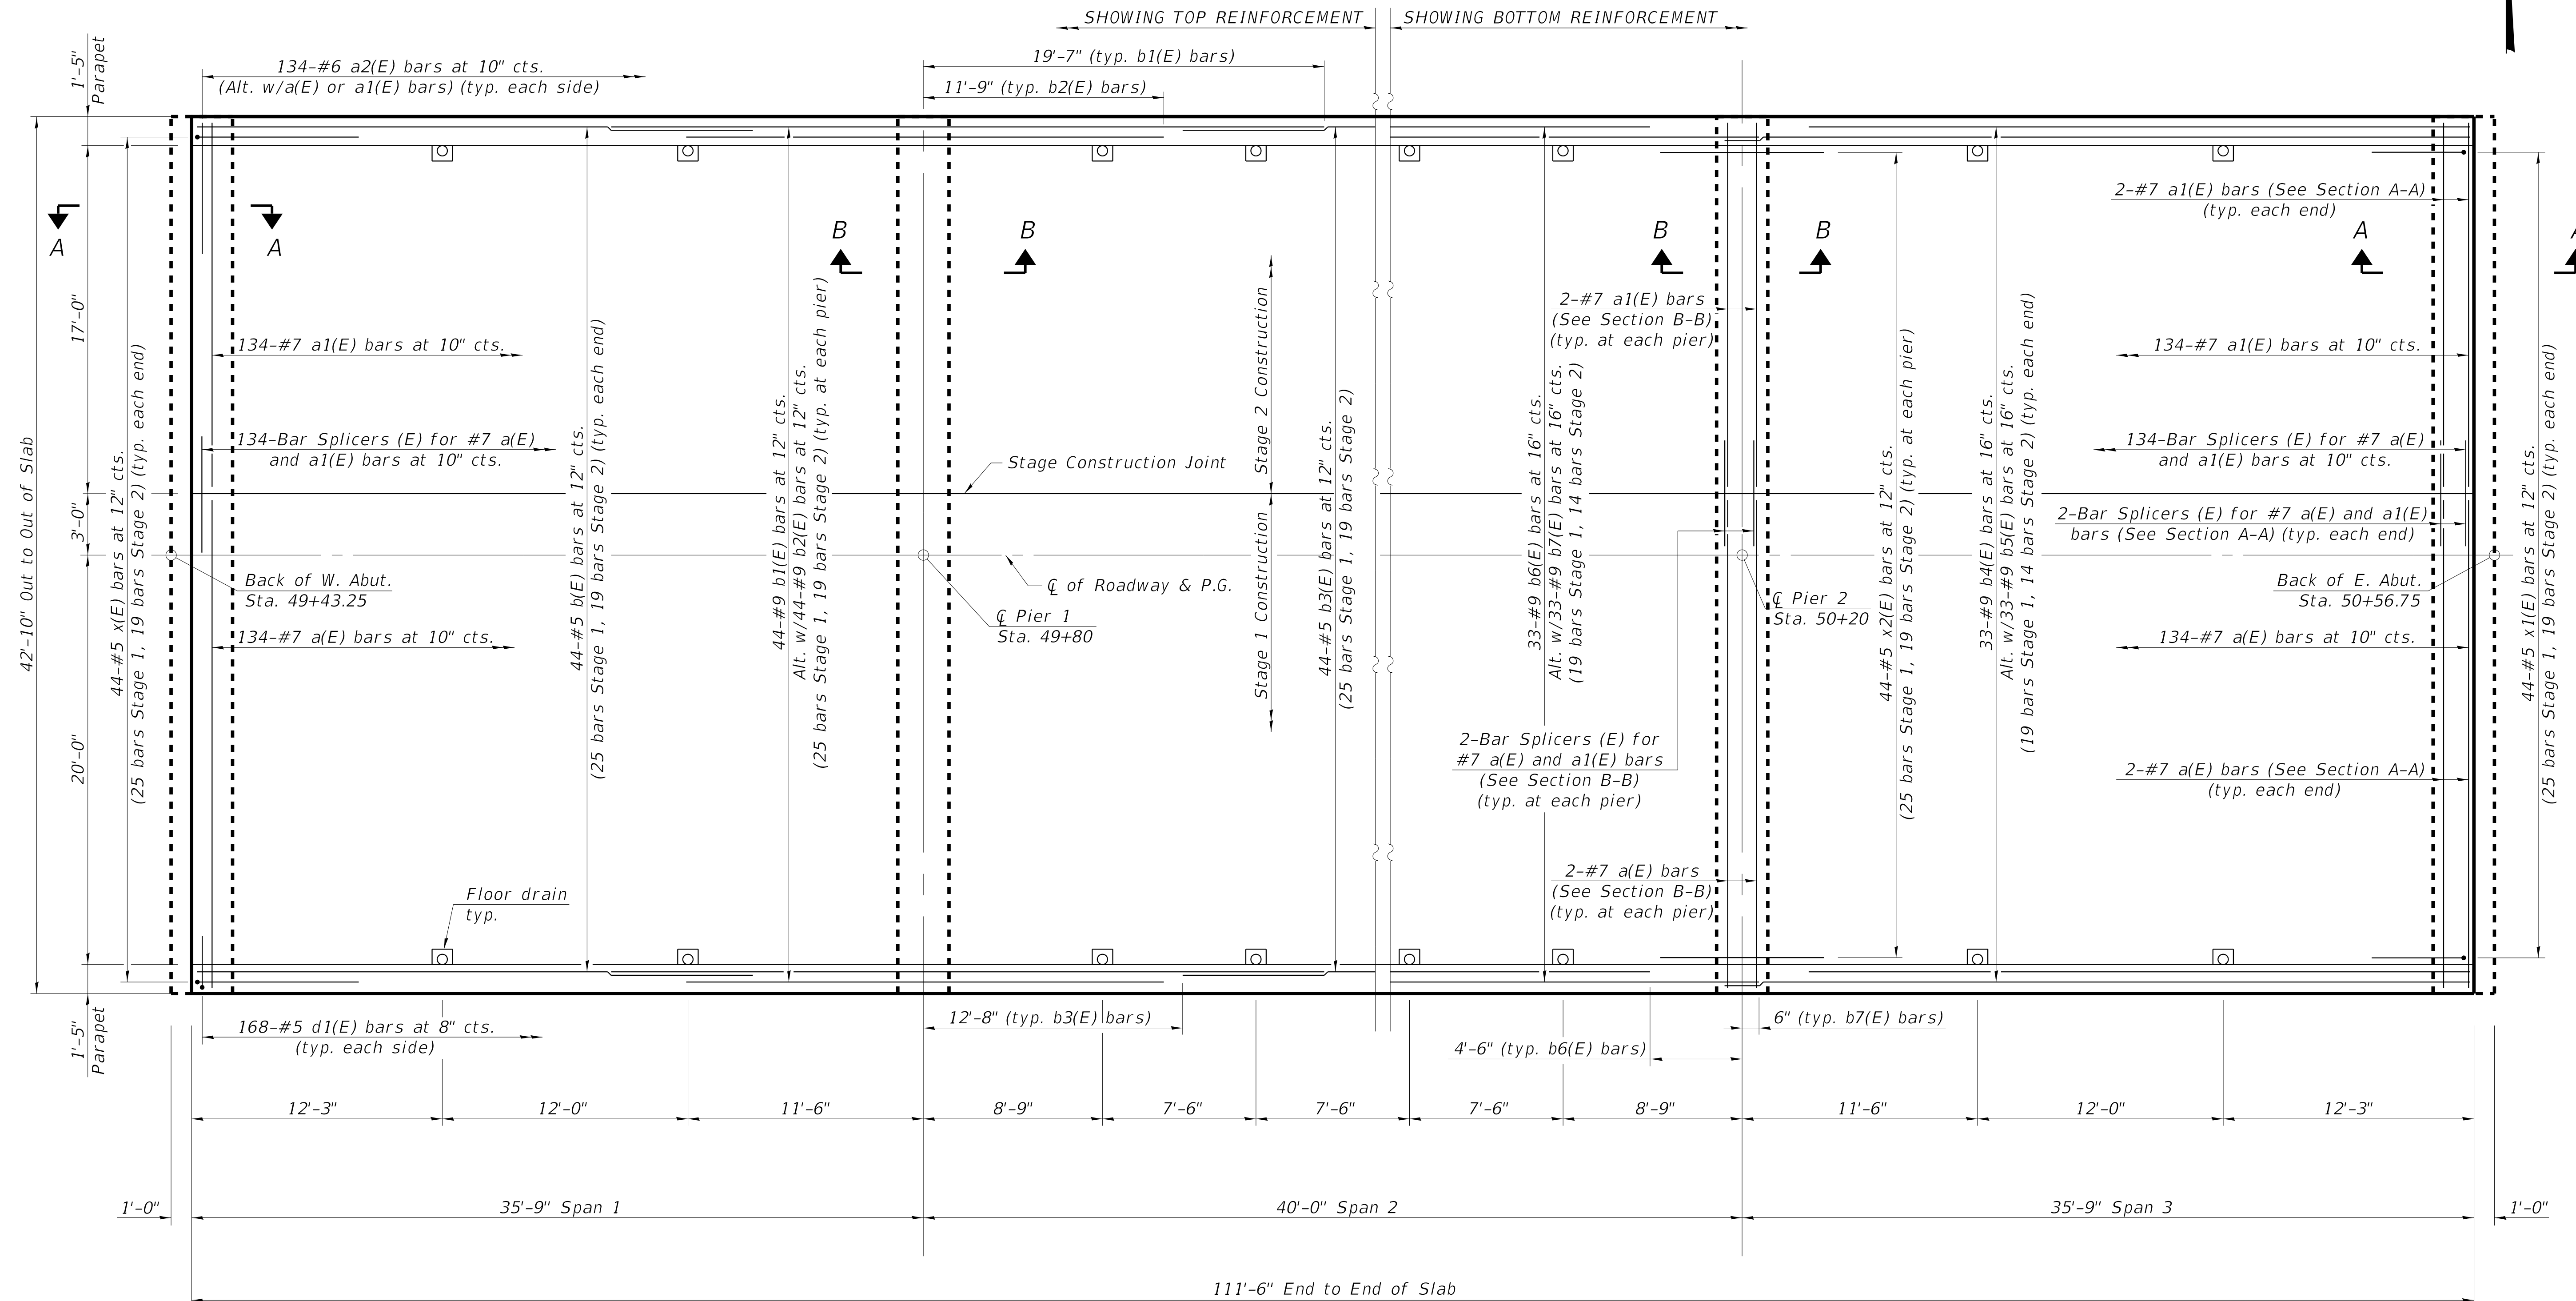 SHOWING TOP REINFORCEMENT
SHOWING BOTTOM REINFORCEMENT
19'-7" (typ. b1(E) bars)
11'-9" (typ. b2(E) bars)
134-#6 a2(E) bars at 10" cts.
(Alt. w/a(E) or a1(E) bars) (typ. each side)
1'-5"
Parapet
42'-10" Out to Out of Slab
17'-0"
3'-0"
20'-0"
1'-5"
Parapet
44-#5 x(E) bars at 12" cts.
(25 bars Stage 1, 19 bars Stage 2) (typ. each end)
A
A
B
B
B
B
A
A
134-#7 a1(E) bars at 10" cts.
134-Bar Splicers (E) for #7 a(E)
and a1(E) bars at 10" cts.
Back of W. Abut.
Sta. 49+43.25
134-#7 a(E) bars at 10" cts.
44-#5 b(E) bars at 12" cts.
(25 bars Stage 1, 19 bars Stage 2) (typ. each end)
44-#9 b1(E) bars at 12" cts.
Alt. w/44-#9 b2(E) bars at 12" cts.
(25 bars Stage 1, 19 bars Stage 2) (typ. at each pier)
Stage Construction Joint
℄ of Roadway & P.G.
℄ Pier 1
Sta. 49+80
Stage 2 Construction
Stage 1 Construction
44-#5 b3(E) bars at 12" cts.
(25 bars Stage 1, 19 bars Stage 2)
33-#9 b6(E) bars at 16" cts.
Alt. w/33-#9 b7(E) bars at 16" cts.
(19 bars Stage 1, 14 bars Stage 2)
2-#7 a1(E) bars
(See Section B-B)
(typ. at each pier)
2-Bar Splicers (E) for
#7 a(E) and a1(E) bars
(See Section B-B)
(typ. at each pier)
2-#7 a(E) bars
(See Section B-B)
(typ. at each pier)
℄ Pier 2
Sta. 50+20
44-#5 x2(E) bars at 12" cts.
(25 bars Stage 1, 19 bars Stage 2) (typ. at each pier)
33-#9 b4(E) bars at 16" cts.
Alt. w/33-#9 b5(E) bars at 16" cts.
(19 bars Stage 1, 14 bars Stage 2) (typ. each end)
2-#7 a1(E) bars (See Section A-A)
(typ. each end)
134-#7 a1(E) bars at 10" cts.
134-Bar Splicers (E) for #7 a(E)
and a1(E) bars at 10" cts.
2-Bar Splicers (E) for #7 a(E) and a1(E)
bars (See Section A-A) (typ. each end)
Back of E. Abut.
Sta. 50+56.75
134-#7 a(E) bars at 10" cts.
2-#7 a(E) bars (See Section A-A)
(typ. each end)
44-#5 x1(E) bars at 12" cts.
(25 bars Stage 1, 19 bars Stage 2) (typ. each end)
Floor drain
typ.
168-#5 d1(E) bars at 8" cts.
(typ. each side)
12'-8" (typ. b3(E) bars)
6" (typ. b7(E) bars)
4'-6" (typ. b6(E) bars)
12'-3"
12'-0"
11'-6"
8'-9"
7'-6"
7'-6"
7'-6"
8'-9"
11'-6"
12'-0"
12'-3"
1'-0"
35'-9" Span 1
40'-0" Span 2
35'-9" Span 3
1'-0"
111'-6" End to End of Slab